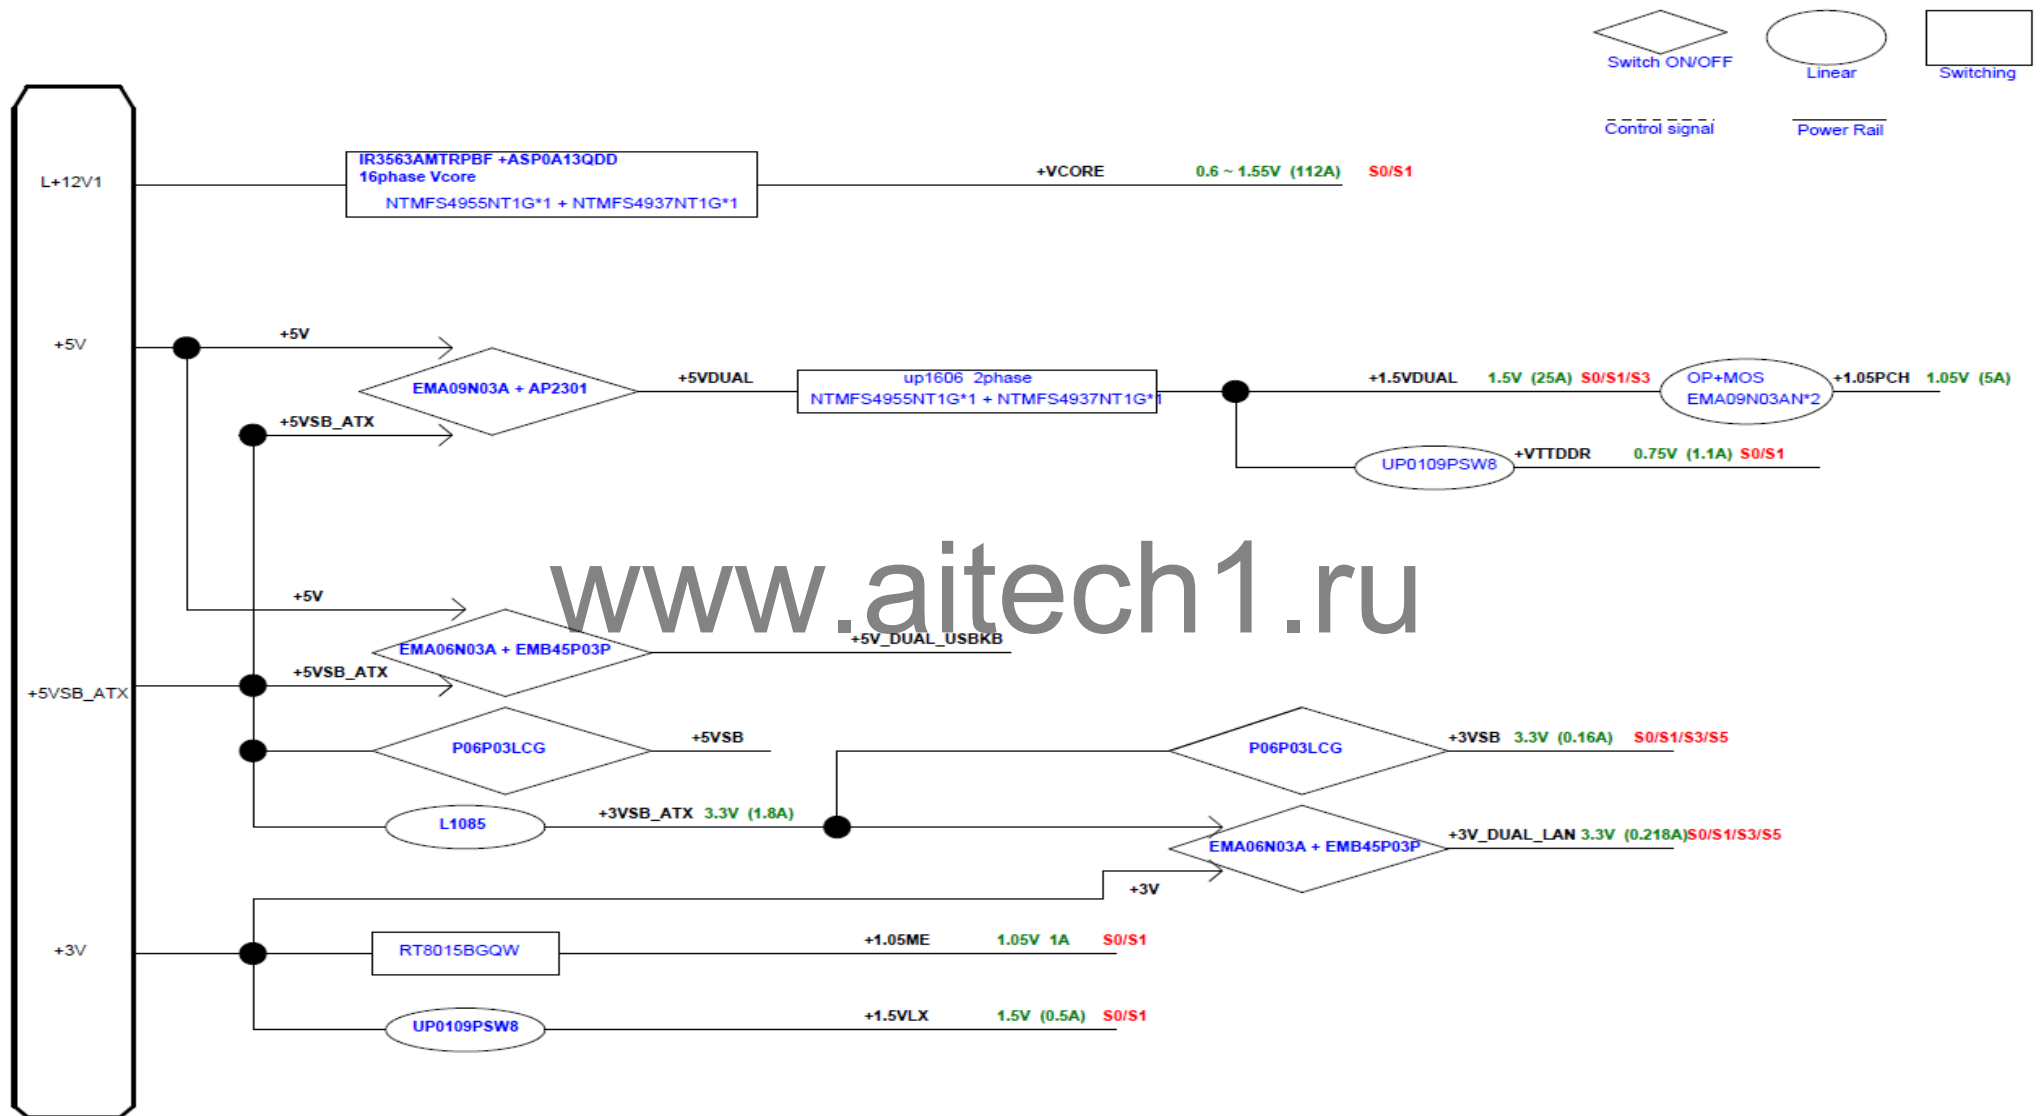 Switch ON/OFF
Linear
Switching
Control signal
Power Rail
L+12V1
IR3563AMTRPBF +ASP0A13QDD
16phase Vcore
NTMFS4955NT1G*1 + NTMFS4937NT1G*1
+VCORE 0.6 ~ 1.55V (112A) S0/S1
+5V
+5V
EMA09N03A + AP2301
+5VSB_ATX
+5VDUAL
up1606 2phase
NTMFS4955NT1G*1 + NTMFS4937NT1G*1
+1.5VDUAL 1.5V (25A) S0/S1/S3
OP+MOS
EMA09N03AN*2
+1.05PCH 1.05V (5A)
UP0109PSW8
+VTTDDR 0.75V (1.1A) S0/S1
www.aitech1.ru
+5V
EMA06N03A + EMB45P03P
+5V_DUAL_USBKB
+5VSB_ATX
+5VSB_ATX
P06P03LCG
+5VSB
P06P03LCG
+3VSB 3.3V (0.16A) S0/S1/S3/S5
L1085
+3VSB_ATX 3.3V (1.8A)
EMA06N03A + EMB45P03P
+3V_DUAL_LAN 3.3V (0.218A)S0/S1/S3/S5
+3V
+3V
RT8015BGQW
+1.05ME 1.05V 1A S0/S1
UP0109PSW8
+1.5VLX 1.5V (0.5A) S0/S1